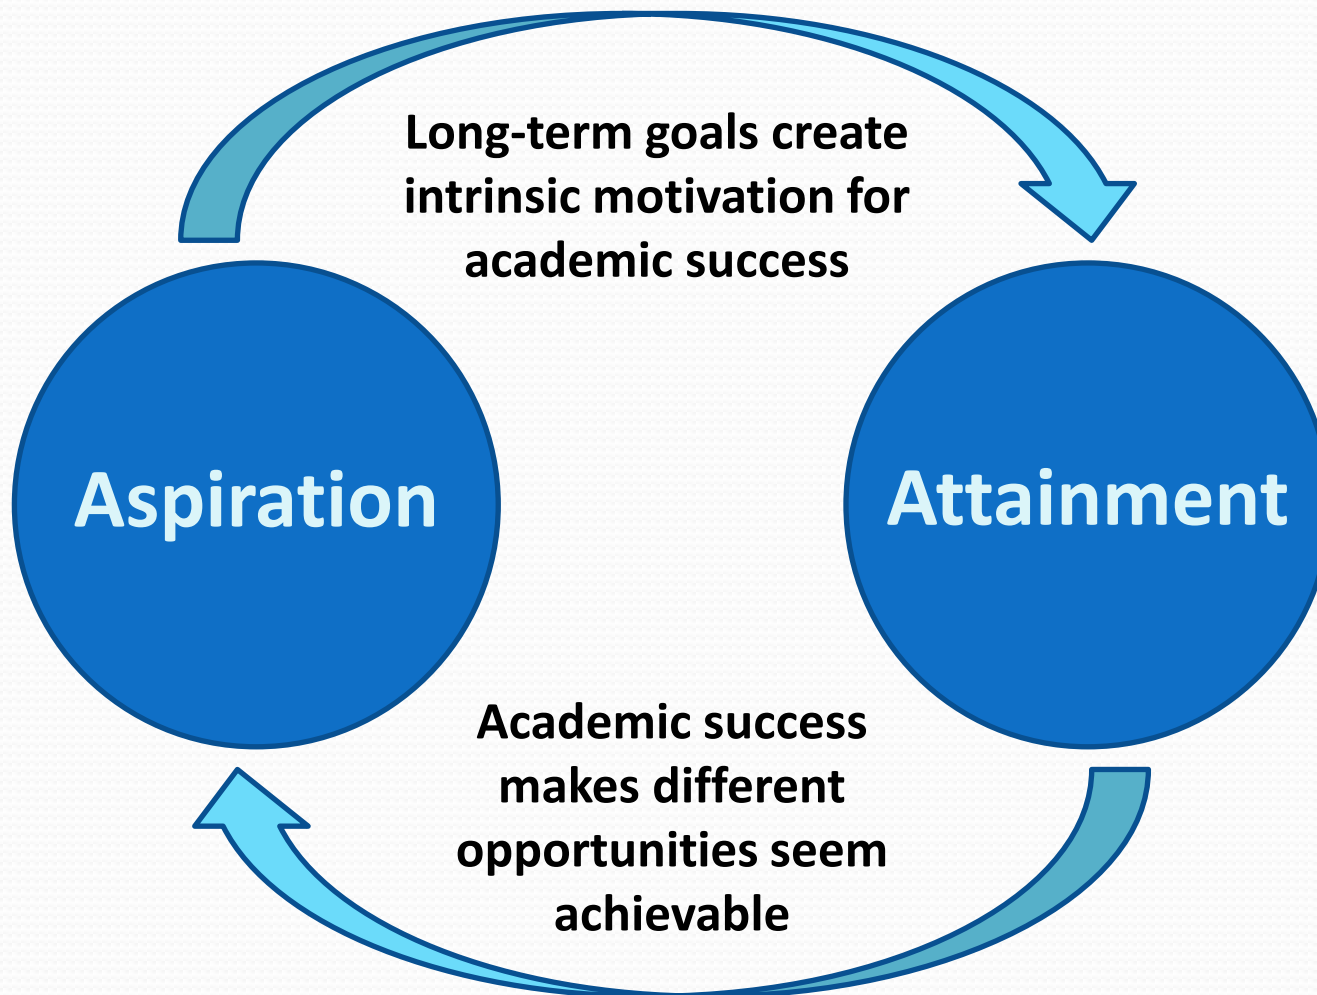 Long-term goals create
intrinsic motivation for
academic success
Aspiration
Attainment
Academic success
makes different
opportunities seem
achievable